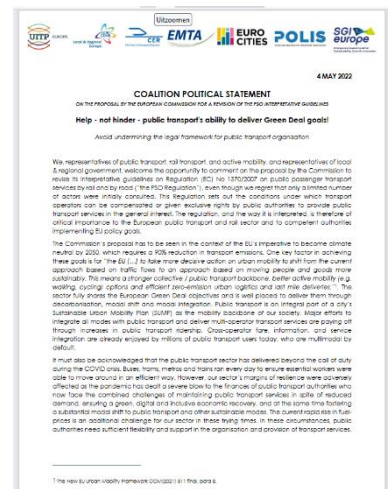 Uitzoomen
UITP EUROPE
Local & Regional
Europe
CER
EMTA
EURO
CITIES
POLIS
SGI
europe
4 MAY 2022
COALITION POLITICAL STATEMENT
ON THE PROPOSAL BY THE EUROPEAN COMMISSION FOR A REVISION OF THE PSO INTERPRETATIVE GUIDELINES
Help - not hinder - public transport's ability to deliver Green Deal goals!
Avoid undermining the legal framework for public transport organisation
We, representatives of public transport, rail transport, and active mobility, and representatives of local
& regional government, welcome the opportunity to comment on the proposal by the Commission to
revise its interpretative guidelines on Regulation (EC) No 1370/2007 on public passenger transport
services by rail and by road ("the PSO Regulation"), even though we regret that only a limited number
of actors were initially consulted. This Regulation sets out the conditions under which transport
operators can be compensated or given exclusive rights by public authorities to provide public
transport services in the general interest. The regulation, and the way it is interpreted, is therefore of
critical importance to the European public transport and rail sector and to competent authorities
implementing EU policy goals.
The Commission's proposal has to be seen in the context of the EU's imperative to become climate
neutral by 2050, which requires a 90% reduction in transport emissions. One key factor in achieving
these goals is for "the EU [...] to take more decisive action on urban mobility to shift from the current
approach based on traffic flows to an approach based on moving people and goods more
sustainably. This means a stronger collective / public transport backbone, better active mobility (e.g.
walking, cycling) options and efficient zero-emission urban logistics and last mile deliveries."¹. The
sector fully shares the European Green Deal objectives and is well placed to deliver them through
decarbonisation, modal shift and modal integration. Public transport is an integral part of a city's
Sustainable Urban Mobility Plan (SUMP) as the mobility backbone of our society. Major efforts to
integrate all modes with public transport and deliver multi-operator transport services are paying off
through increases in public transport ridership. Cross-operator fare, information, and service
integration are already enjoyed by millions of public transport users today, who are multimodal by
default.
It must also be acknowledged that the public transport sector has delivered beyond the call of duty
during the COVID crisis. Buses, trams, metros and trains ran every day to ensure essential workers were
able to move around in an efficient way. However, our sector's margins of resilience were adversely
affected as the pandemic has dealt a severe blow to the finances of public transport authorities who
now face the combined challenges of maintaining public transport services in spite of reduced
demand, ensuring a green, digital and inclusive economic recovery, and at the same time fostering
a substantial modal shift to public transport and other sustainable modes. The current rapid rise in fuel-
prices is an additional challenge for our sector in these trying times. In these circumstances, public
authorities need sufficient flexibility and support in the organisation and provision of transport services.
1 The New EU Urban Mobility Framework COM(2021) 811 final, para 8.